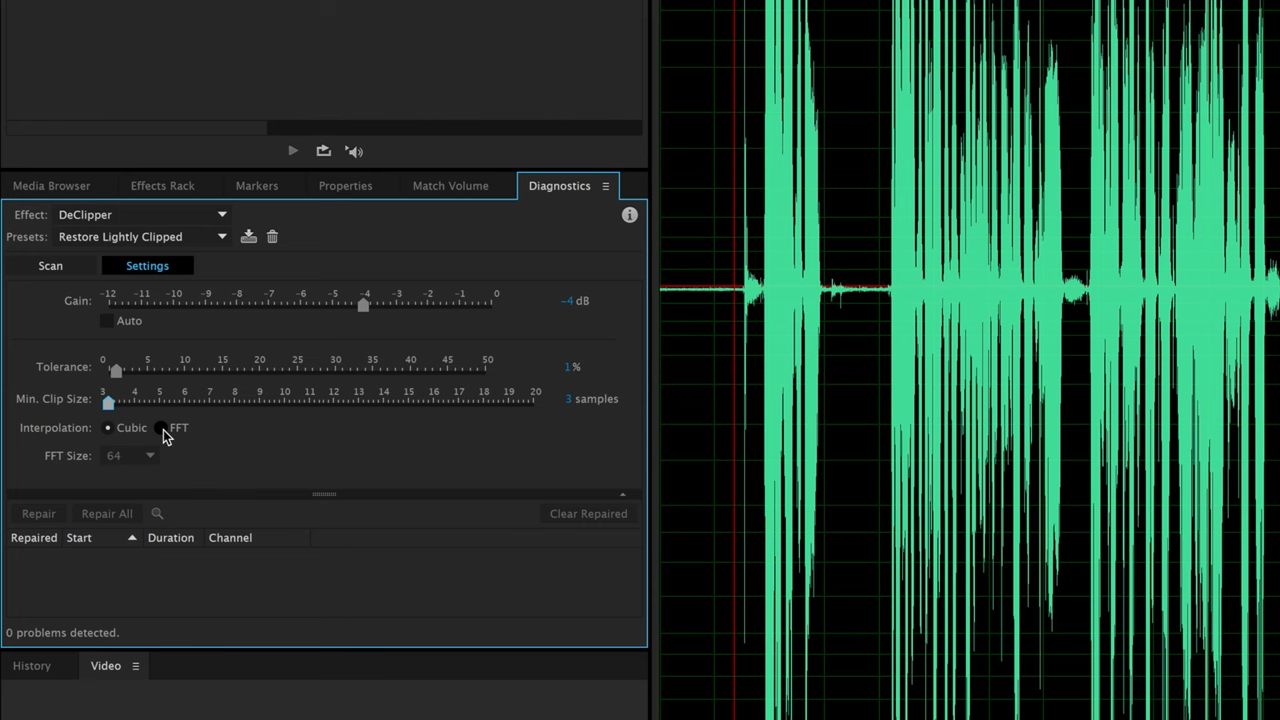 Media Browser Effects Rack Markers Properties Match Volume Diagnostics
Effect: DeClipper
Presets: Restore Lightly Clipped
Scan Settings
-12 -11 -10 -9 -8 -7 -6 -5 -4 -3 -2 -1 0
Gain: -4 dB
Auto
0 5 10 15 20 25 30 35 40 45 50
Tolerance: 1 %
3 4 5 6 7 8 9 10 11 12 13 14 15 16 17 18 19 20
Min. Clip Size: 3 samples
Interpolation: Cubic FFT
FFT Size: 64
Repair Repair All Clear Repaired
Repaired Start Duration Channel
0 problems detected.
History Video